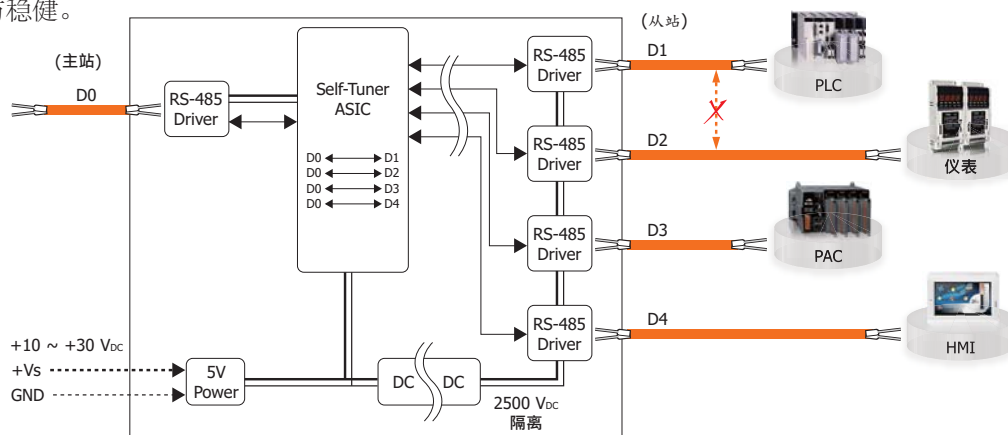 稳健。
(主站)
D0
RS-485
Driver
Self-Tuner
ASIC
D0 D1
D0 D2
D0 D3
D0 D4
RS-485
Driver
RS-485
Driver
RS-485
Driver
RS-485
Driver
(从站)
D1
PLC
D2
仪表
D3
PAC
D4
HMI
+10 ~ +30 VDC
+Vs
GND
5V
Power
DC DC
2500 VDC
隔离